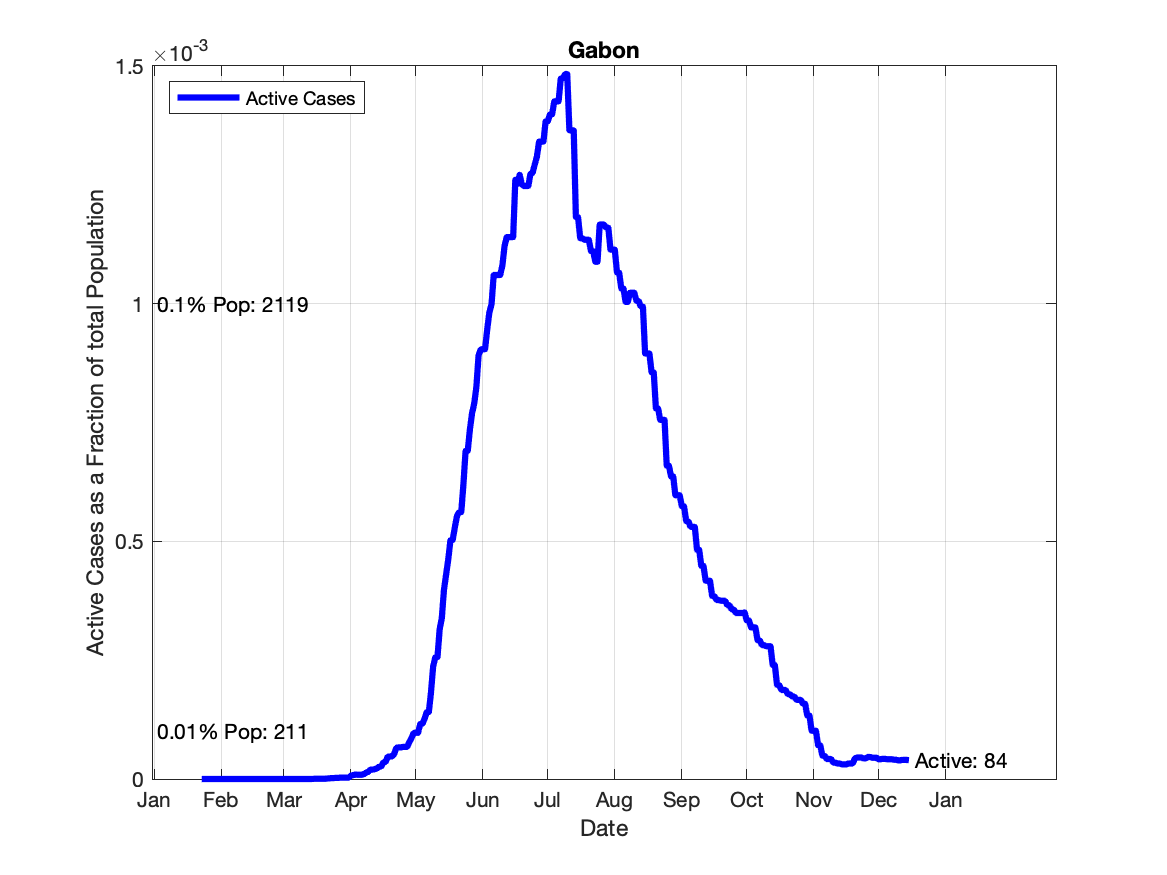 Gabon
×10-3
1.5
Active Cases
1
0.1% Pop: 2119
0.5
0.01% Pop: 211
0
Active: 84
Jan Feb Mar Apr May Jun Jul Aug Sep Oct Nov Dec Jan
Date
Active Cases as a Fraction of total Population